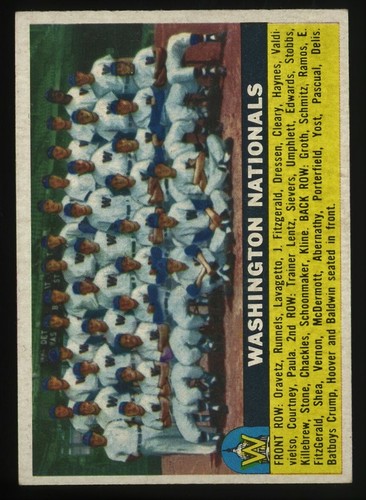 WASHINGTON NATIONALS
FRONT ROW: Oravetz, Runnels, Lavagetto, J. Fitzgerald, Dressen, Cleary, Haynes, Valdi
vielso, Courtney, Paula. 2nd ROW: Trainer Lentz, Sievers, Umphlett, Edwards, Stobbs,
Killebrew, Stone, Chackles, Schoonmaker, Kline. BACK ROW: Groth, Schmitz, Ramos, E.
FitzGerald, Shea, Vernon, McDermott, Abernathy, Porterfield, Yost, Pascual, Delis.
Batboys Crump, Hoover and Baldwin seated in front.
W